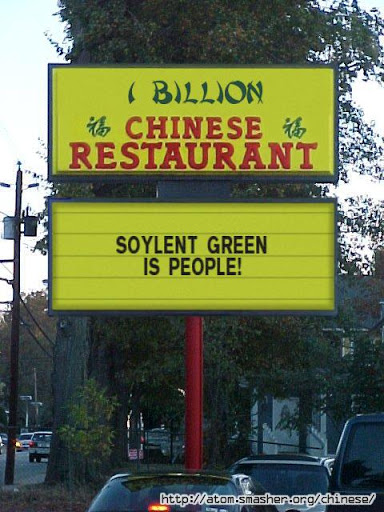 1 BILLION
福 CHINESE 福
RESTAURANT
SOYLENT GREEN
IS PEOPLE!
http://atom.smasher.org/chinese/